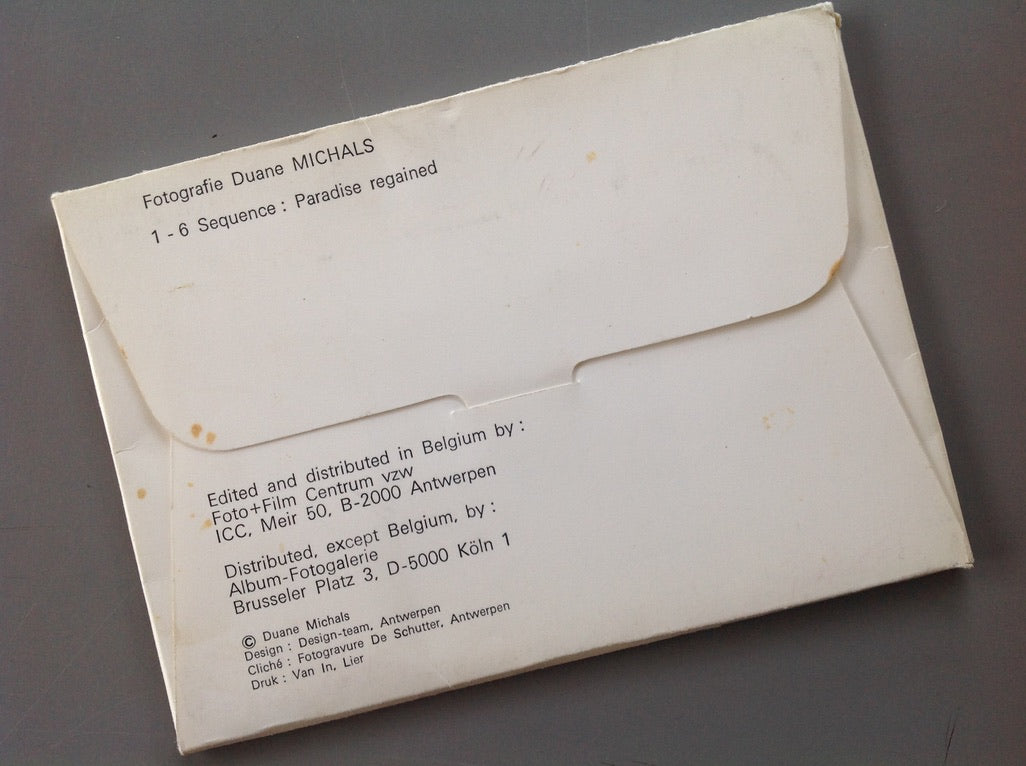 Fotografie Duane MICHALS
1 - 6 Sequence : Paradise regained
Edited and distributed in Belgium by :
Foto+Film Centrum vzw
ICC, Meir 50, B-2000 Antwerpen
Distributed, except Belgium, by :
Album-Fotogalerie
Brusseler Platz 3, D-5000 Köln 1
© Duane Michals
Design : Design-team, Antwerpen
Cliché : Fotogravure De Schutter, Antwerpen
Druk : Van In, Lier